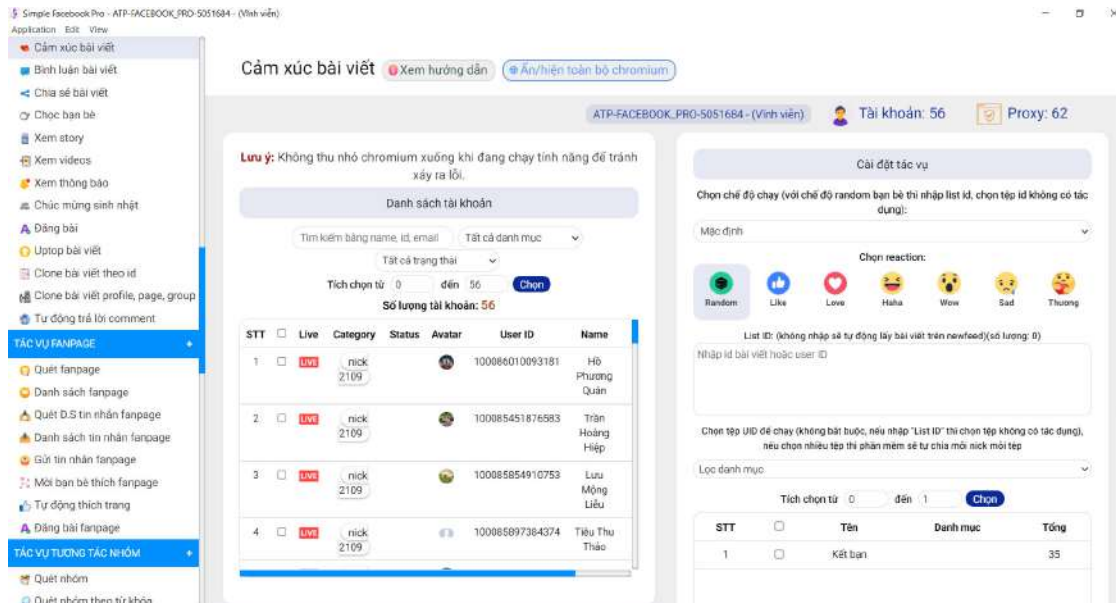 Simple Facebook Pro - ATP-FACEBOOK_PRO-5051684 - (Vĩnh viễn)
Application Edit View
Cảm xúc bài viết
Bình luận bài viết
Chia sẻ bài viết
Chọc bạn bè
Xem story
Xem videos
Xem thông báo
Chúc mừng sinh nhật
Đăng bài
Uptop bài viết
Clone bài viết theo id
Clone bài viết profile, page, group
Tự động trả lời comment
TÁC VỤ FANPAGE +
Quét fanpage
Danh sách fanpage
Quét D.S tin nhắn fanpage
Danh sách tin nhắn fanpage
Gửi tin nhắn fanpage
Mời bạn bè thích fanpage
Tự động thích trang
Đăng bài fanpage
TÁC VỤ TƯƠNG TÁC NHÓM +
Quét nhóm
Quét nhóm theo từ khóa
Cảm xúc bài viết Xem hướng dẫn Ẩn/hiện toàn bộ chromium
ATP-FACEBOOK_PRO-5051684 - (Vĩnh viễn) Tài khoản: 56 Proxy: 62
Lưu ý: Không thu nhỏ chromium xuống khi đang chạy tính năng để tránh
xảy ra lỗi.
Danh sách tài khoản
Tìm kiếm bằng name, id, email Tất cả danh mục
Tất cả trạng thái
Tích chọn từ 0 đến 56 Chọn
Số lượng tài khoản: 56
STT Live Category Status Avatar User ID Name
1 LIVE nick 2109 100086010093181 Hồ Phương Quán
2 LIVE nick 2109 100085451876583 Trần Hoàng Hiệp
3 LIVE nick 2109 100085854910753 Lưu Mộng Liễu
4 LIVE nick 2109 100085897384374 Tiêu Thu Thảo
Cài đặt tác vụ
Chọn chế độ chạy (với chế độ random bạn bè thì nhập list id, chọn tệp id không có tác
dụng):
Mặc định
Chọn reaction:
Random Like Love Haha Wow Sad Thương
List ID: (không nhập sẽ tự động lấy bài viết trên newfeed)(số lượng: 0)
Nhập id bài viết hoặc user ID
Chọn tệp UID để chạy (không bắt buộc, nếu nhập "List ID" thì chọn tệp không có tác dụng),
nếu chọn nhiều tệp thì phần mềm sẽ tự chia mỗi nick mỗi tệp
Lọc danh mục
Tích chọn từ 0 đến 1 Chọn
STT Tên Danh mục Tổng
1 Kết bạn 35